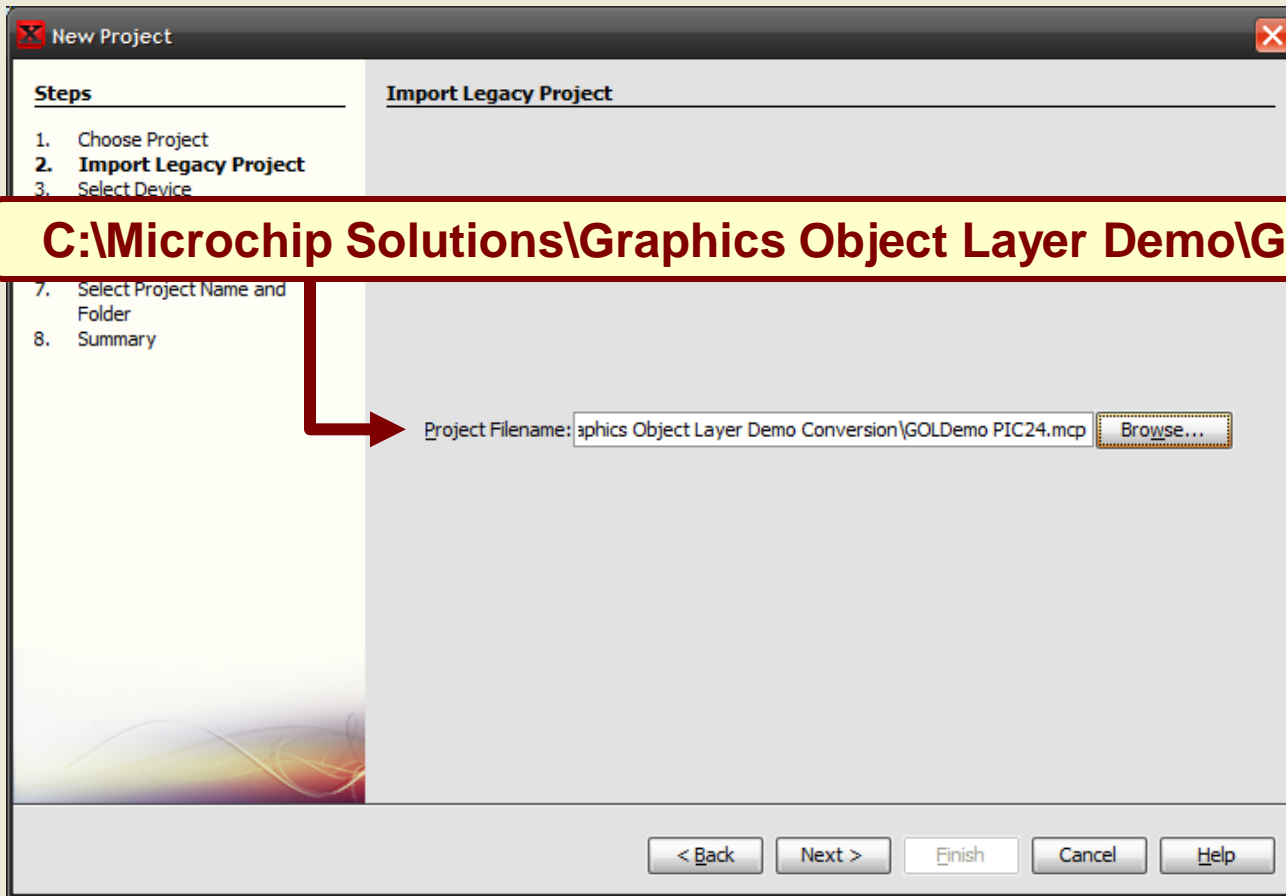 New Project
Steps
1. Choose Project
2. Import Legacy Project
3. Select Device
C:\Microchip Solutions\Graphics Object Layer Demo\G
7. Select Project Name and
Folder
8. Summary
Import Legacy Project
Project Filename: aphics Object Layer Demo Conversion\GOLDemo PIC24.mcp Browse...
< Back Next > Finish Cancel Help